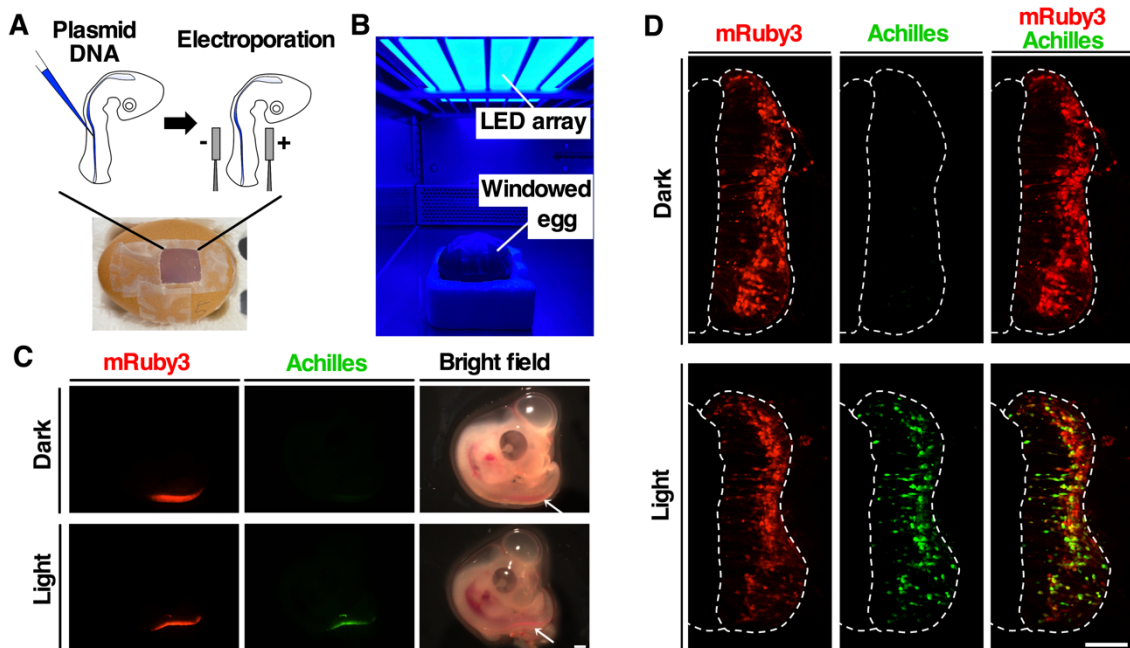 A
Plasmid
DNA
Electroporation
-
+
B
LED array
Windowed
egg
C
mRuby3
Achilles
Bright field
Dark
Light
D
mRuby3
Achilles
mRuby3
Achilles
Dark
Light